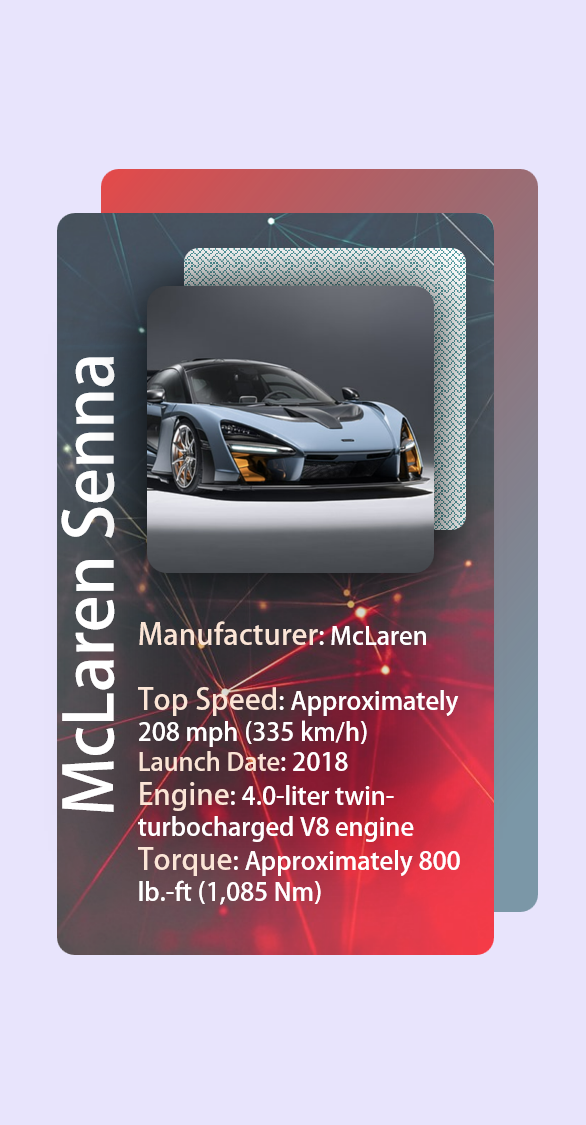 McLaren Senna
Manufacturer: McLaren
Top Speed: Approximately
208 mph (335 km/h)
Launch Date: 2018
Engine: 4.0-liter twin-
turbocharged V8 engine
Torque: Approximately 800
lb.-ft (1,085 Nm)